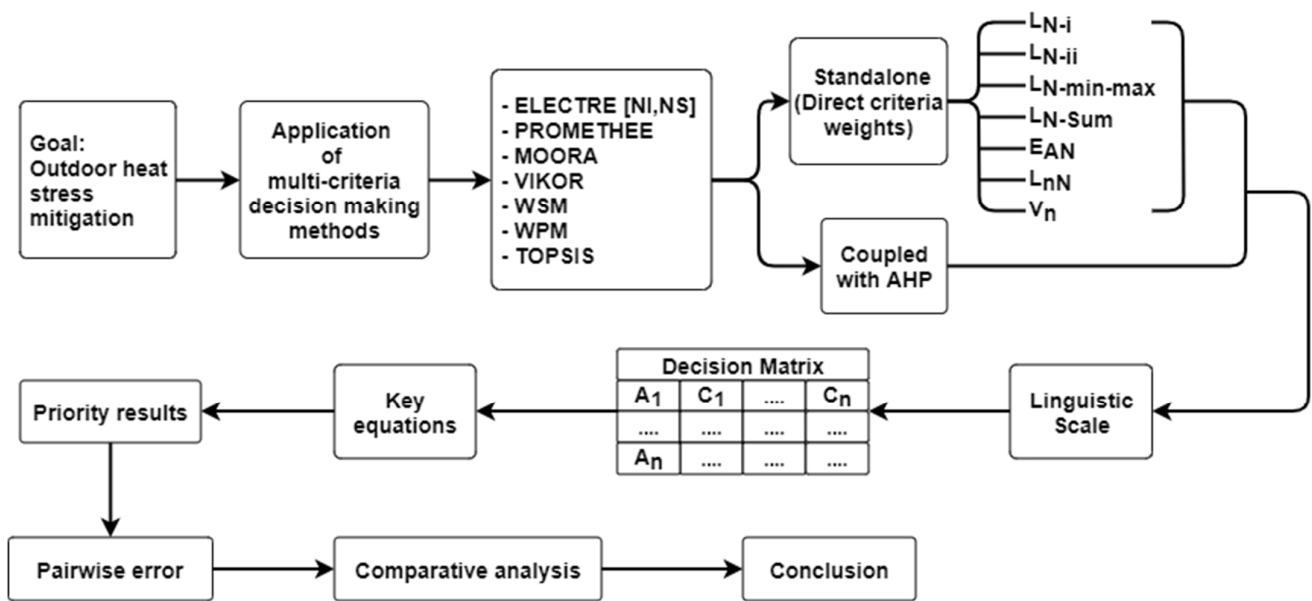 Goal:
Outdoor heat
stress
mitigation
Application
of
multi-criteria
decision making
methods
- ELECTRE [NI,NS]
- PROMETHEE
- MOORA
- VIKOR
- WSM
- WPM
- TOPSIS
Standalone
(Direct criteria
weights)
LN-i
LN-ii
LN-min-max
LN-Sum
EAN
LnN
Vn
Coupled
with AHP
Linguistic
Scale
Decision Matrix
A1 C1 .... Cn
.... .... .... ....
An .... .... ....
Key
equations
Priority results
Pairwise error
Comparative analysis
Conclusion